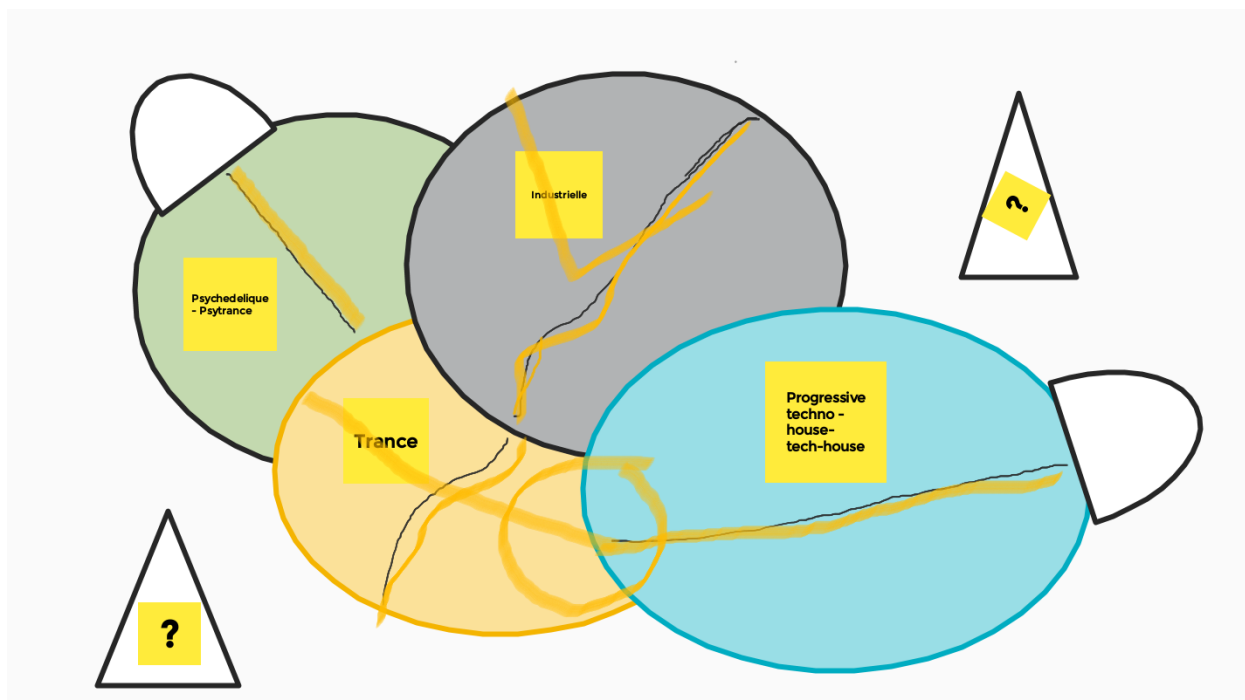 Industrielle
?
Psychedelique
- Psytrance
Progressive
techno -
house-
tech-house
Trance
?